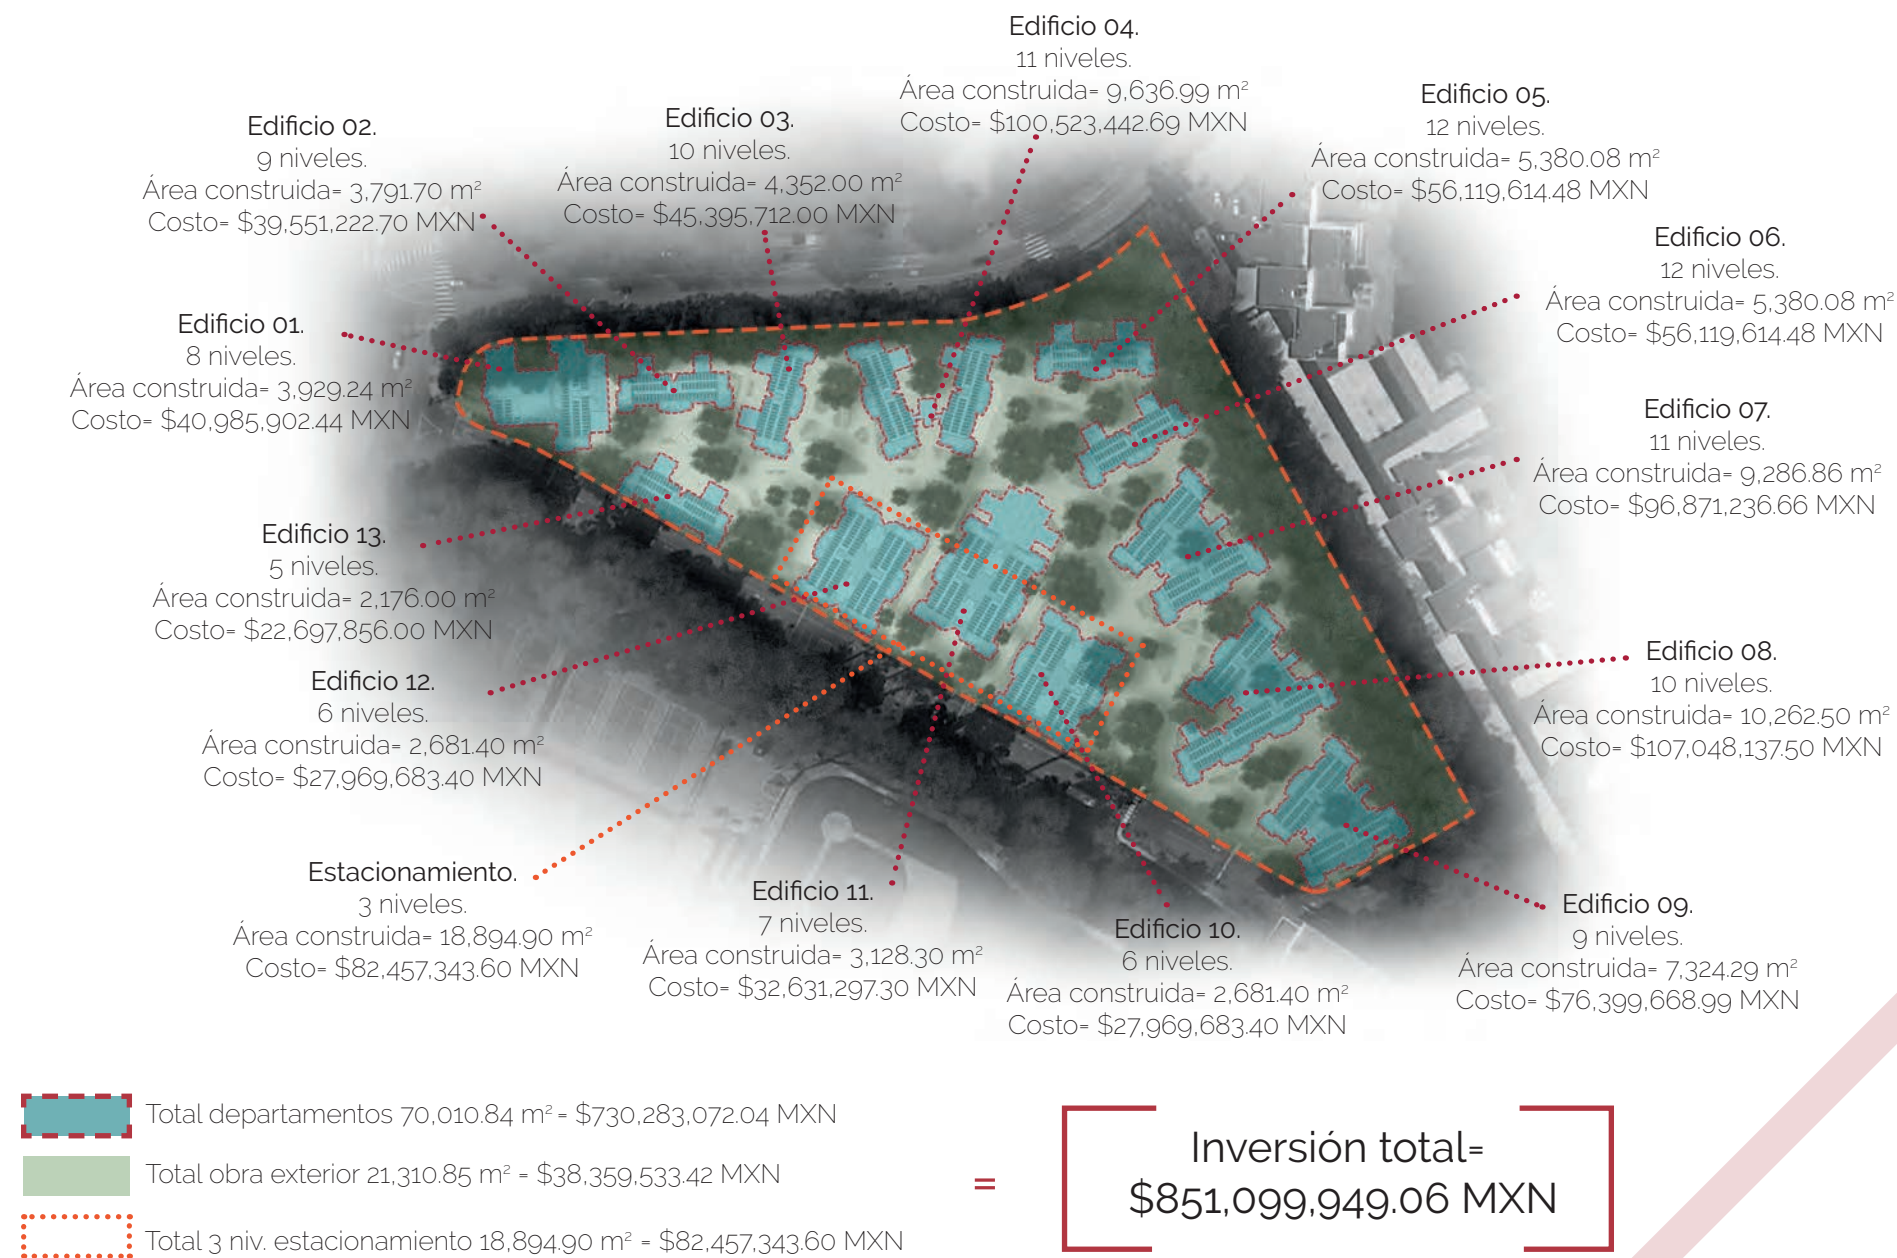 Edificio 04.
11 niveles.
Área construida= 9,636.99 m²
Costo= $100,523,442.69 MXN
Edificio 05.
12 niveles.
Área construida= 5,380.08 m²
Costo= $56,119,614.48 MXN
Edificio 03.
10 niveles.
Área construida= 4,352.00 m²
Costo= $45,395,712.00 MXN
Edificio 02.
9 niveles.
Área construida= 3,791.70 m²
Costo= $39,551,222.70 MXN
Edificio 06.
12 niveles.
Área construida= 5,380.08 m²
Costo= $56,119,614.48 MXN
Edificio 01.
8 niveles.
Área construida= 3,929.24 m²
Costo= $40,985,902.44 MXN
Edificio 07.
11 niveles.
Área construida= 9,286.86 m²
Costo= $96,871,236.66 MXN
Edificio 13.
5 niveles.
Área construida= 2,176.00 m²
Costo= $22,697,856.00 MXN
Edificio 08.
10 niveles.
Área construida= 10,262.50 m²
Costo= $107,048,137.50 MXN
Edificio 12.
6 niveles.
Área construida= 2,681.40 m²
Costo= $27,969,683.40 MXN
Estacionamiento.
3 niveles.
Área construida= 18,894.90 m²
Costo= $82,457,343.60 MXN
Edificio 11.
7 niveles.
Área construida= 3,128.30 m²
Costo= $32,631,297.30 MXN
Edificio 10.
6 niveles.
Área construida= 2,681.40 m²
Costo= $27,969,683.40 MXN
Edificio 09.
9 niveles.
Área construida= 7,324.29 m²
Costo= $76,399,668.99 MXN
Total departamentos 70,010.84 m² = $730,283,072.04 MXN
Total obra exterior 21,310.85 m² = $38,359,533.42 MXN
Total 3 niv. estacionamiento 18,894.90 m² = $82,457,343.60 MXN
=
Inversión total=
$851,099,949.06 MXN